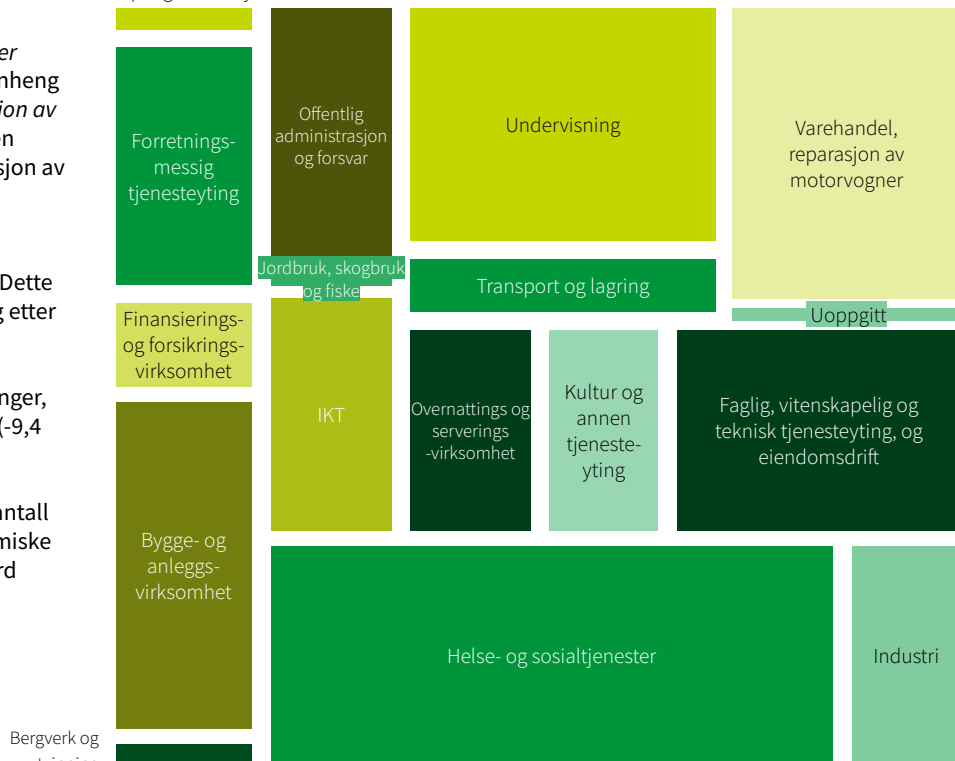 er
nheng
ion av
en
sjon av
Dette
g etter
nger,
(-9,4
ntall
miske
rd
Forretnings-
messig
tjenesteyting
Offentlig
administrasjon
og forsvar
Undervisning
Varehandel,
reparasjon av
motorvogner
Jordbruk, skogbruk
og fiske
Transport og lagring
Uoppgitt
Finansierings-
og forsikrings-
virksomhet
IKT
Overnattings og
serverings
-virksomhet
Kultur og
annen
tjeneste-
yting
Faglig, vitenskapelig og
teknisk tjenesteyting, og
eiendomsdrift
Bygge- og
anleggs-
virksomhet
Helse- og sosialtjenester
Industri
Bergverk og